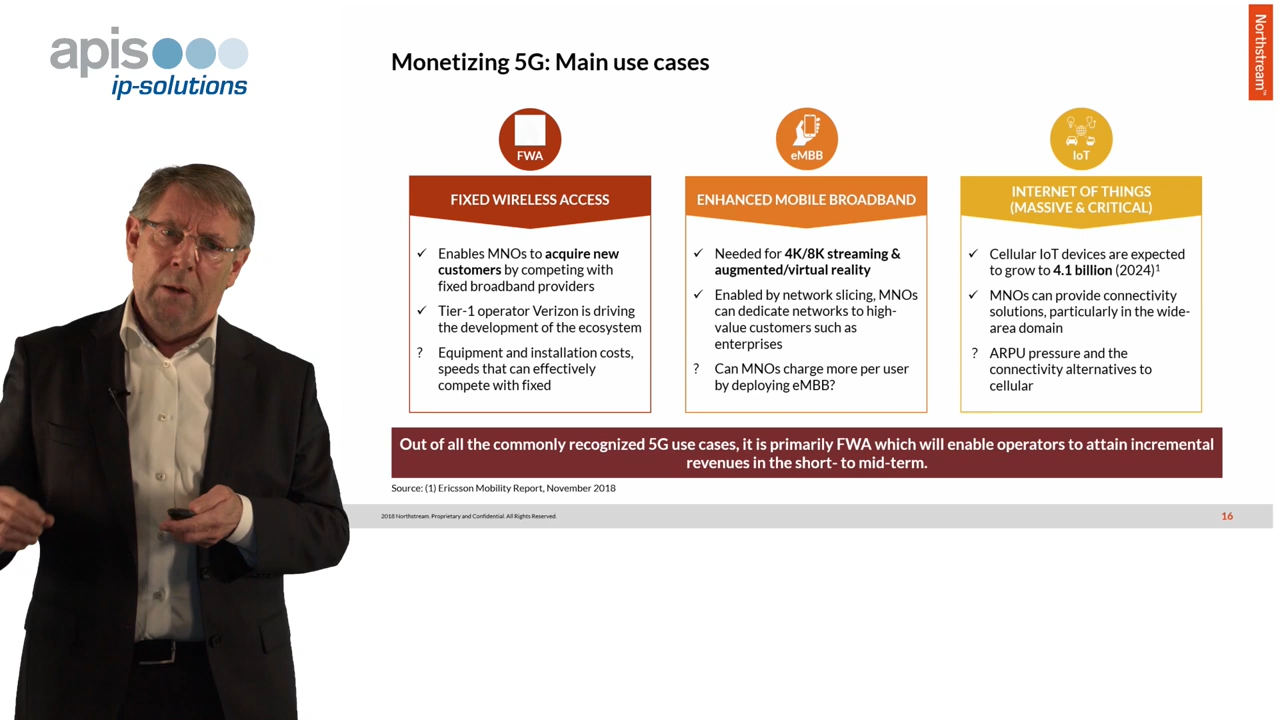 apis
ip-solutions
Northstream™
Monetizing 5G: Main use cases
FWA
FIXED WIRELESS ACCESS
✓ Enables MNOs to acquire new
customers by competing with
fixed broadband providers
✓ Tier-1 operator Verizon is driving
the development of the ecosystem
? Equipment and installation costs,
speeds that can effectively
compete with fixed
eMBB
ENHANCED MOBILE BROADBAND
✓ Needed for 4K/8K streaming &
augmented/virtual reality
✓ Enabled by network slicing, MNOs
can dedicate networks to high-
value customers such as
enterprises
? Can MNOs charge more per user
by deploying eMBB?
IoT
INTERNET OF THINGS
(MASSIVE & CRITICAL)
✓ Cellular IoT devices are expected
to grow to 4.1 billion (2024)¹
✓ MNOs can provide connectivity
solutions, particularly in the wide-
area domain
? ARPU pressure and the
connectivity alternatives to
cellular
Out of all the commonly recognized 5G use cases, it is primarily FWA which will enable operators to attain incremental
revenues in the short- to mid-term.
Source: (1) Ericsson Mobility Report, November 2018
2018 Northstream. Proprietary and Confidential. All Rights Reserved.
16